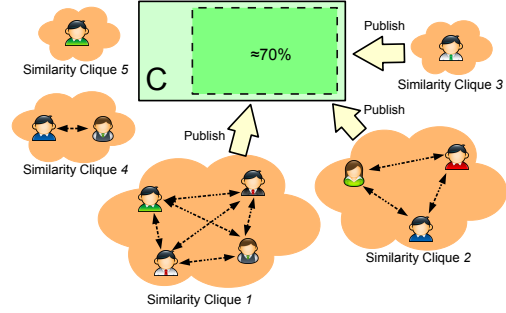 Publish
Similarity Clique 5
C
≈70%
Similarity Clique 3
Publish
Publish
Similarity Clique 4
Similarity Clique 2
Similarity Clique 1